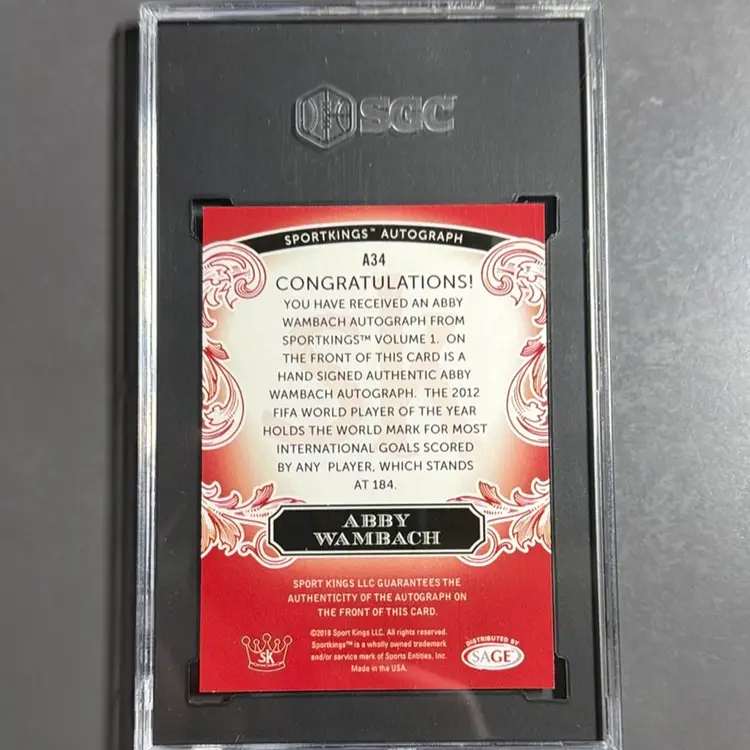 SGC
SPORTKINGS™ AUTOGRAPH
A34
CONGRATULATIONS!
YOU HAVE RECEIVED AN ABBY
WAMBACH AUTOGRAPH FROM
SPORTKINGS™ VOLUME 1. ON
THE FRONT OF THIS CARD IS A
HAND SIGNED AUTHENTIC ABBY
WAMBACH AUTOGRAPH. THE 2012
FIFA WORLD PLAYER OF THE YEAR
HOLDS THE WORLD MARK FOR MOST
INTERNATIONAL GOALS SCORED
BY ANY PLAYER, WHICH STANDS
AT 184.
ABBY
WAMBACH
SPORT KINGS LLC GUARANTEES THE
AUTHENTICITY OF THE AUTOGRAPH ON
THE FRONT OF THIS CARD.
©2018 Sport Kings LLC. All rights reserved.
Sportkings™ is a wholly owned trademark
and/or service mark of Sports Entities, Inc.
Made in the USA.
SK
DISTRIBUTED BY
SAGE